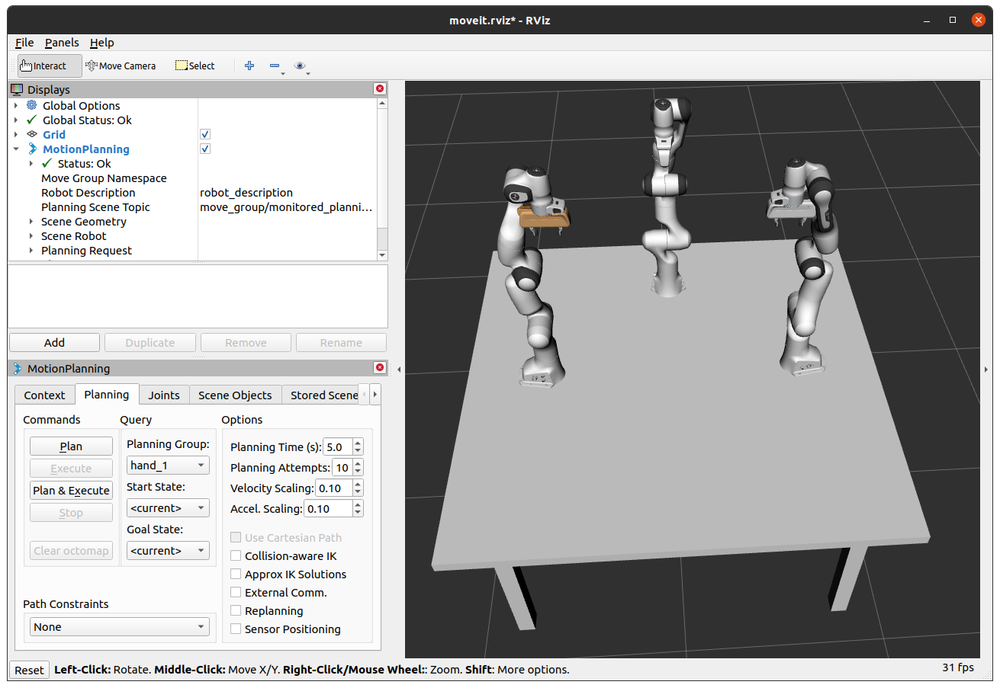 moveit.rviz* - RViz
File Panels Help
Interact Move Camera Select
Displays
Global Options
Global Status: Ok
Grid
MotionPlanning
Status: Ok
Move Group Namespace
Robot Description robot_description
Planning Scene Topic move_group/monitored_planni...
Scene Geometry
Scene Robot
Planning Request
Add Duplicate Remove Rename
MotionPlanning
Context Planning Joints Scene Objects Stored Scene
Commands Query Options
Plan
Execute
Plan & Execute
Stop
Clear octomap
Planning Group:
hand_1
Start State:
<current>
Goal State:
<current>
Planning Time (s): 5.0
Planning Attempts: 10
Velocity Scaling: 0.10
Accel. Scaling: 0.10
Use Cartesian Path
Collision-aware IK
Approx IK Solutions
External Comm.
Replanning
Sensor Positioning
Path Constraints
None
Reset Left-Click: Rotate. Middle-Click: Move X/Y. Right-Click/Mouse Wheel:: Zoom. Shift: More options. 31 fps